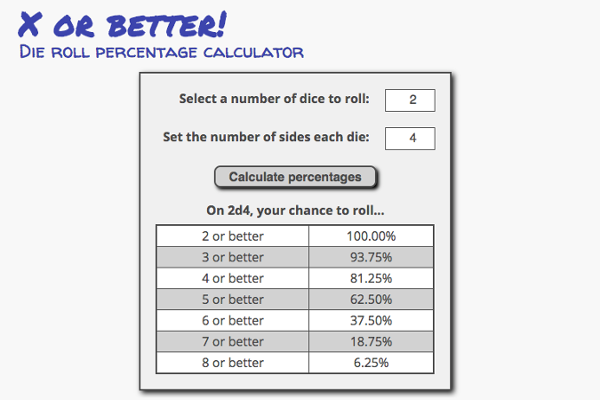 X or better!
Die roll percentage calculator
Select a number of dice to roll: 2
Set the number of sides each die: 4
Calculate percentages
On 2d4, your chance to roll...
2 or better 100.00%
3 or better 93.75%
4 or better 81.25%
5 or better 62.50%
6 or better 37.50%
7 or better 18.75%
8 or better 6.25%